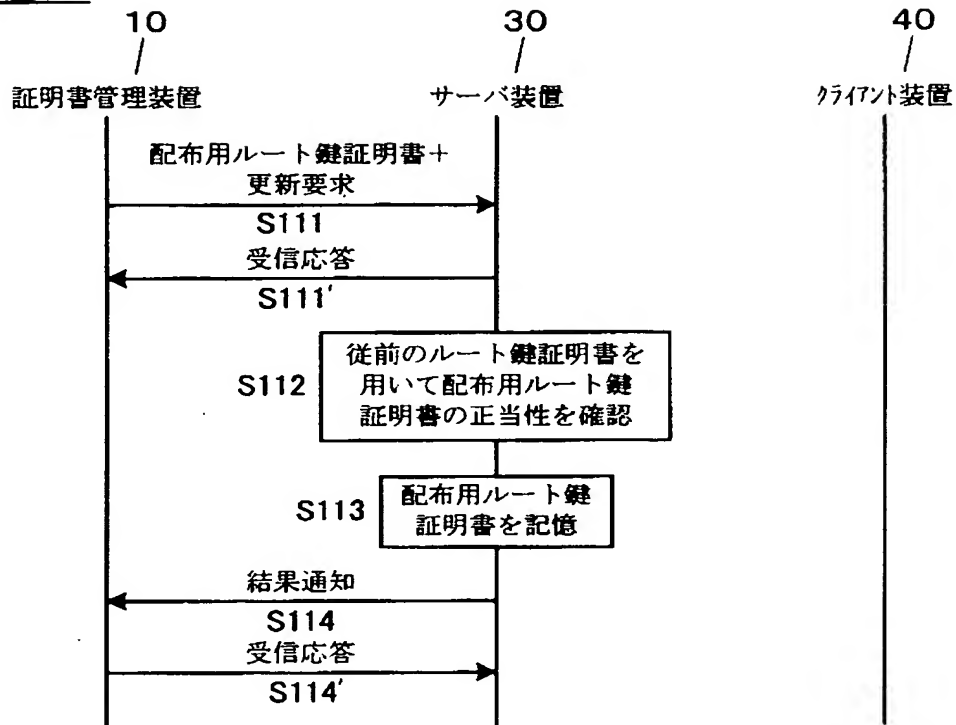 10
30
40
証明書管理装置
サーバ装置
ｸﾗｲｱﾝﾄ装置
配布用ルート鍵証明書＋
更新要求
S111
受信応答
S111′
S112
従前のルート鍵証明書を
用いて配布用ルート鍵
証明書の正当性を確認
S113
配布用ルート鍵
証明書を記憶
結果通知
S114
受信応答
S114′